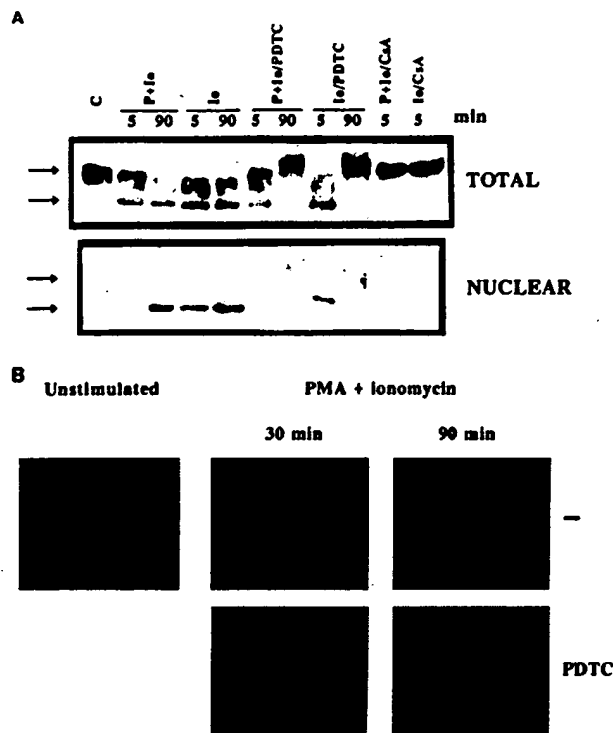 A
C
P+Io
Io
P+Io/PDTC
Io/PDTC
P+Io/CsA
Io/CsA
5 90 5 90 5 90 5 90 5 5 min
TOTAL
NUCLEAR
B
Unstimulated
PMA + ionomycin
30 min
90 min
–
PDTC